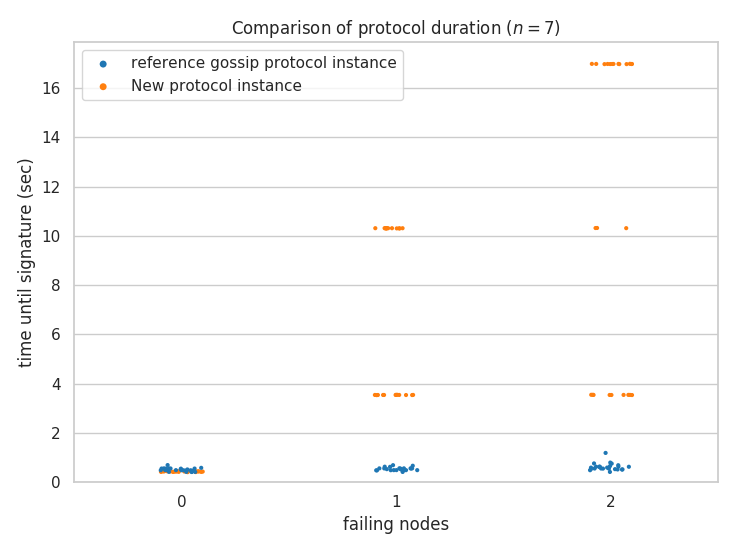 Comparison of protocol duration (n = 7)
reference gossip protocol instance
New protocol instance
time until signature (sec)
16
14
12
10
8
6
4
2
0
0 1 2
failing nodes